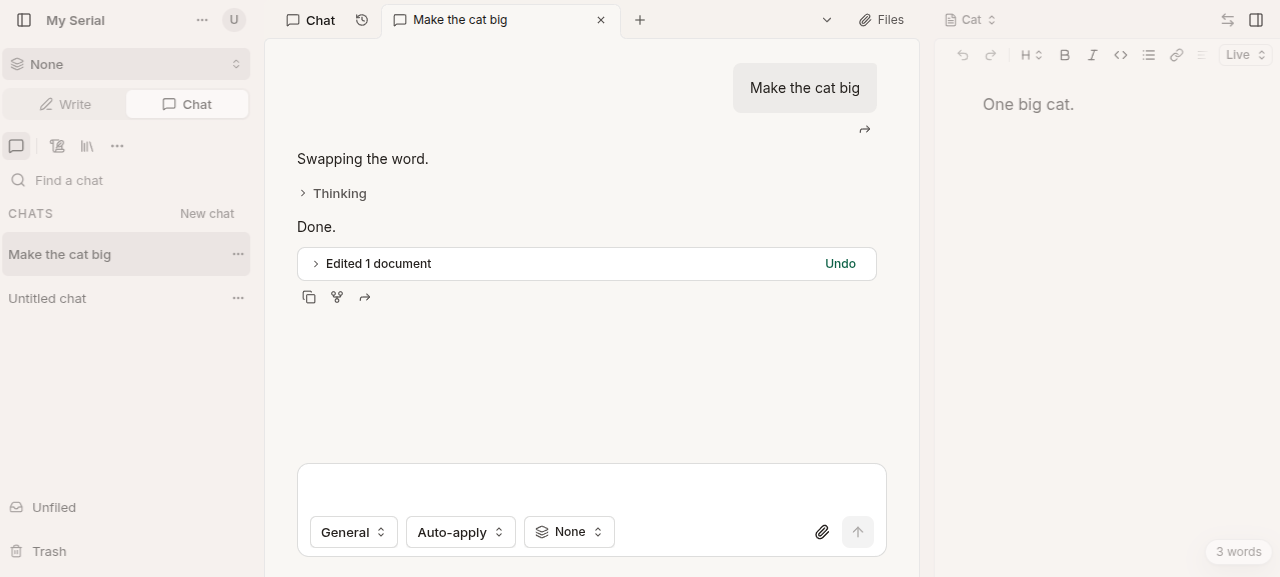 My Serial
U
None
Write
Chat
Find a chat
CHATS
New chat
Make the cat big
Untitled chat
Unfiled
Trash
Chat
Make the cat big
Files
Make the cat big
Swapping the word.
Thinking
Done.
Edited 1 document
Undo
General
Auto-apply
None
Cat
H
B
I
Live
One big cat.
3 words